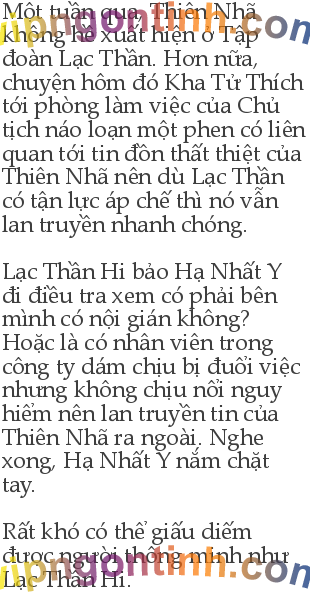 Một tuần qua, Thiên Nhã
không hề xuất hiện ở Tập
đoàn Lạc Thần. Hơn nữa,
chuyện hôm đó Kha Tử Thích
tới phòng làm việc của Chủ
tịch náo loạn một phen có liên
quan tới tin đồn thất thiệt của
Thiên Nhã nên dù Lạc Thần
có tận lực áp chế thì nó vẫn
lan truyền nhanh chóng.
Lạc Thần Hi bảo Hạ Nhất Y
đi điều tra xem có phải bên
mình có nội gián không?
Hoặc là có nhân viên trong
công ty dám chịu bị đuổi việc
nhưng không chịu nổi nguy
hiểm nên lan truyền tin của
Thiên Nhã ra ngoài. Nghe
xong, Hạ Nhất Y nắm chặt
tay.
Rất khó có thể giấu diếm
được người thông minh như
Lạc Thần Hi.
vipngontinh.com
vipngontinh.com